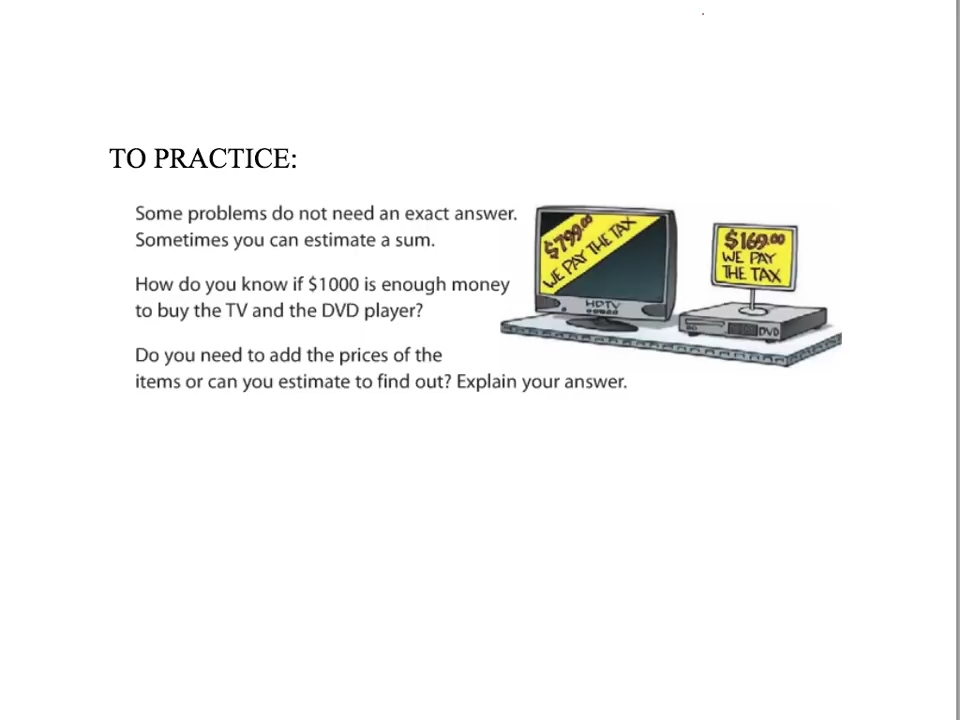 TO PRACTICE:
Some problems do not need an exact answer.
Sometimes you can estimate a sum.
How do you know if $1000 is enough money
to buy the TV and the DVD player?
Do you need to add the prices of the
items or can you estimate to find out? Explain your answer.
$799.00
WE PAY THE TAX
HDTV
$169.00
WE PAY
THE TAX
DVD